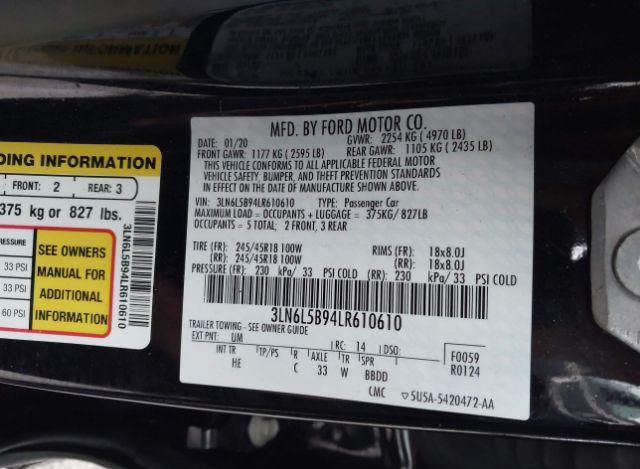 DING INFORMATION
FRONT: 2 REAR: 3
375 kg or 827 lbs.
PRESSURE
33 PSI
33 PSI
60 PSI
SEE OWNERS
MANUAL FOR
ADDITIONAL
INFORMATION
3LN6L5B94LR610610
MFD. BY FORD MOTOR CO.
DATE: 01/20 GVWR: 2254 KG ( 4970 LB)
FRONT GAWR: 1177 KG ( 2595 LB) REAR GAWR: 1105 KG ( 2435 LB)
THIS VEHICLE CONFORMS TO ALL APPLICABLE FEDERAL MOTOR
VEHICLE SAFETY, BUMPER, AND THEFT PREVENTION STANDARDS
IN EFFECT ON THE DATE OF MANUFACTURE SHOWN ABOVE.
VIN: 3LN6L5B94LR610610 TYPE: Passenger Car
MAXIMUM LOAD = OCCUPANTS + LUGGAGE = 375KG/ 827LB
OCCUPANTS = 5 TOTAL; 2 FRONT, 3 REAR
TIRE (FR): 245/45R18 100W RIMS (FR): 18x8.0J
(RR): 245/45R18 100W (RR): 18x8.0J
PRESSURE (FR): 230 kPa/ 33 PSI COLD (RR) 230 kPa/ 33 PSI COLD
3LN6L5B94LR610610
TRAILER TOWING - SEE OWNER GUIDE
EXT PNT: UM RC: 14 DSO: F0059
INT TR TP/PS R AXLE TR SPR R0124
HE C 33 W BBDD
CMC 5U5A-5420472-AA